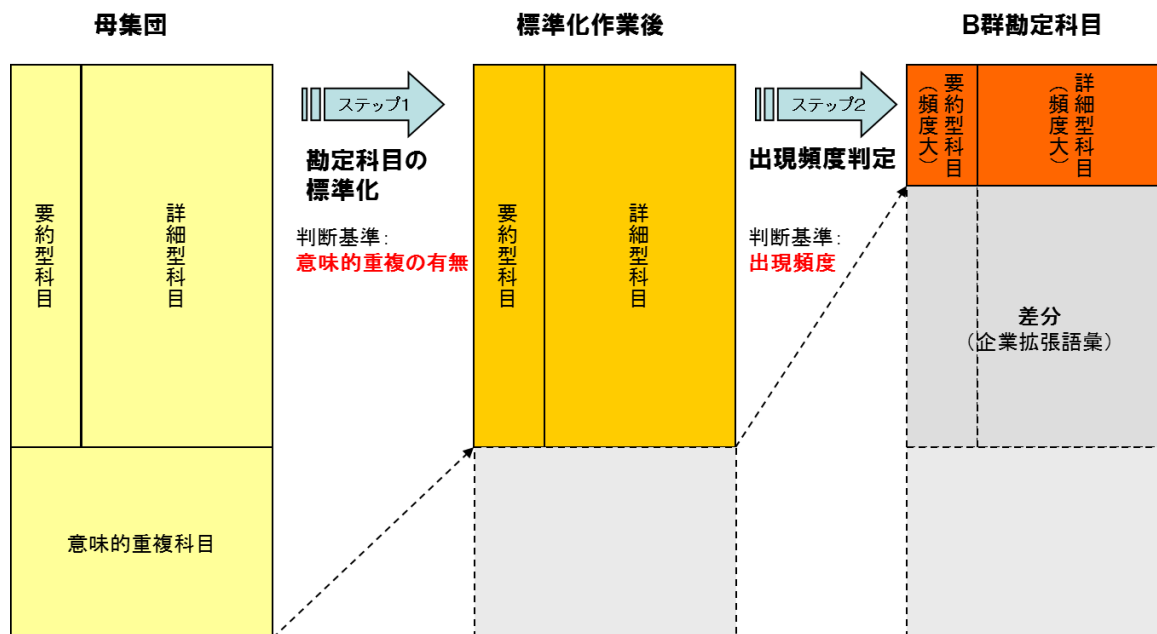 母集団
標準化作業後
B群勘定科目
ステップ1
ステップ2
勘定科目の
標準化
出現頻度判定
判断基準：
意味的重複の有無
判断基準：
出現頻度
要約型科目
詳細型科目
要約型科目
詳細型科目
要約型科目
（頻度大）
詳細型科目
（頻度大）
差分
（企業拡張語彙）
意味的重複科目